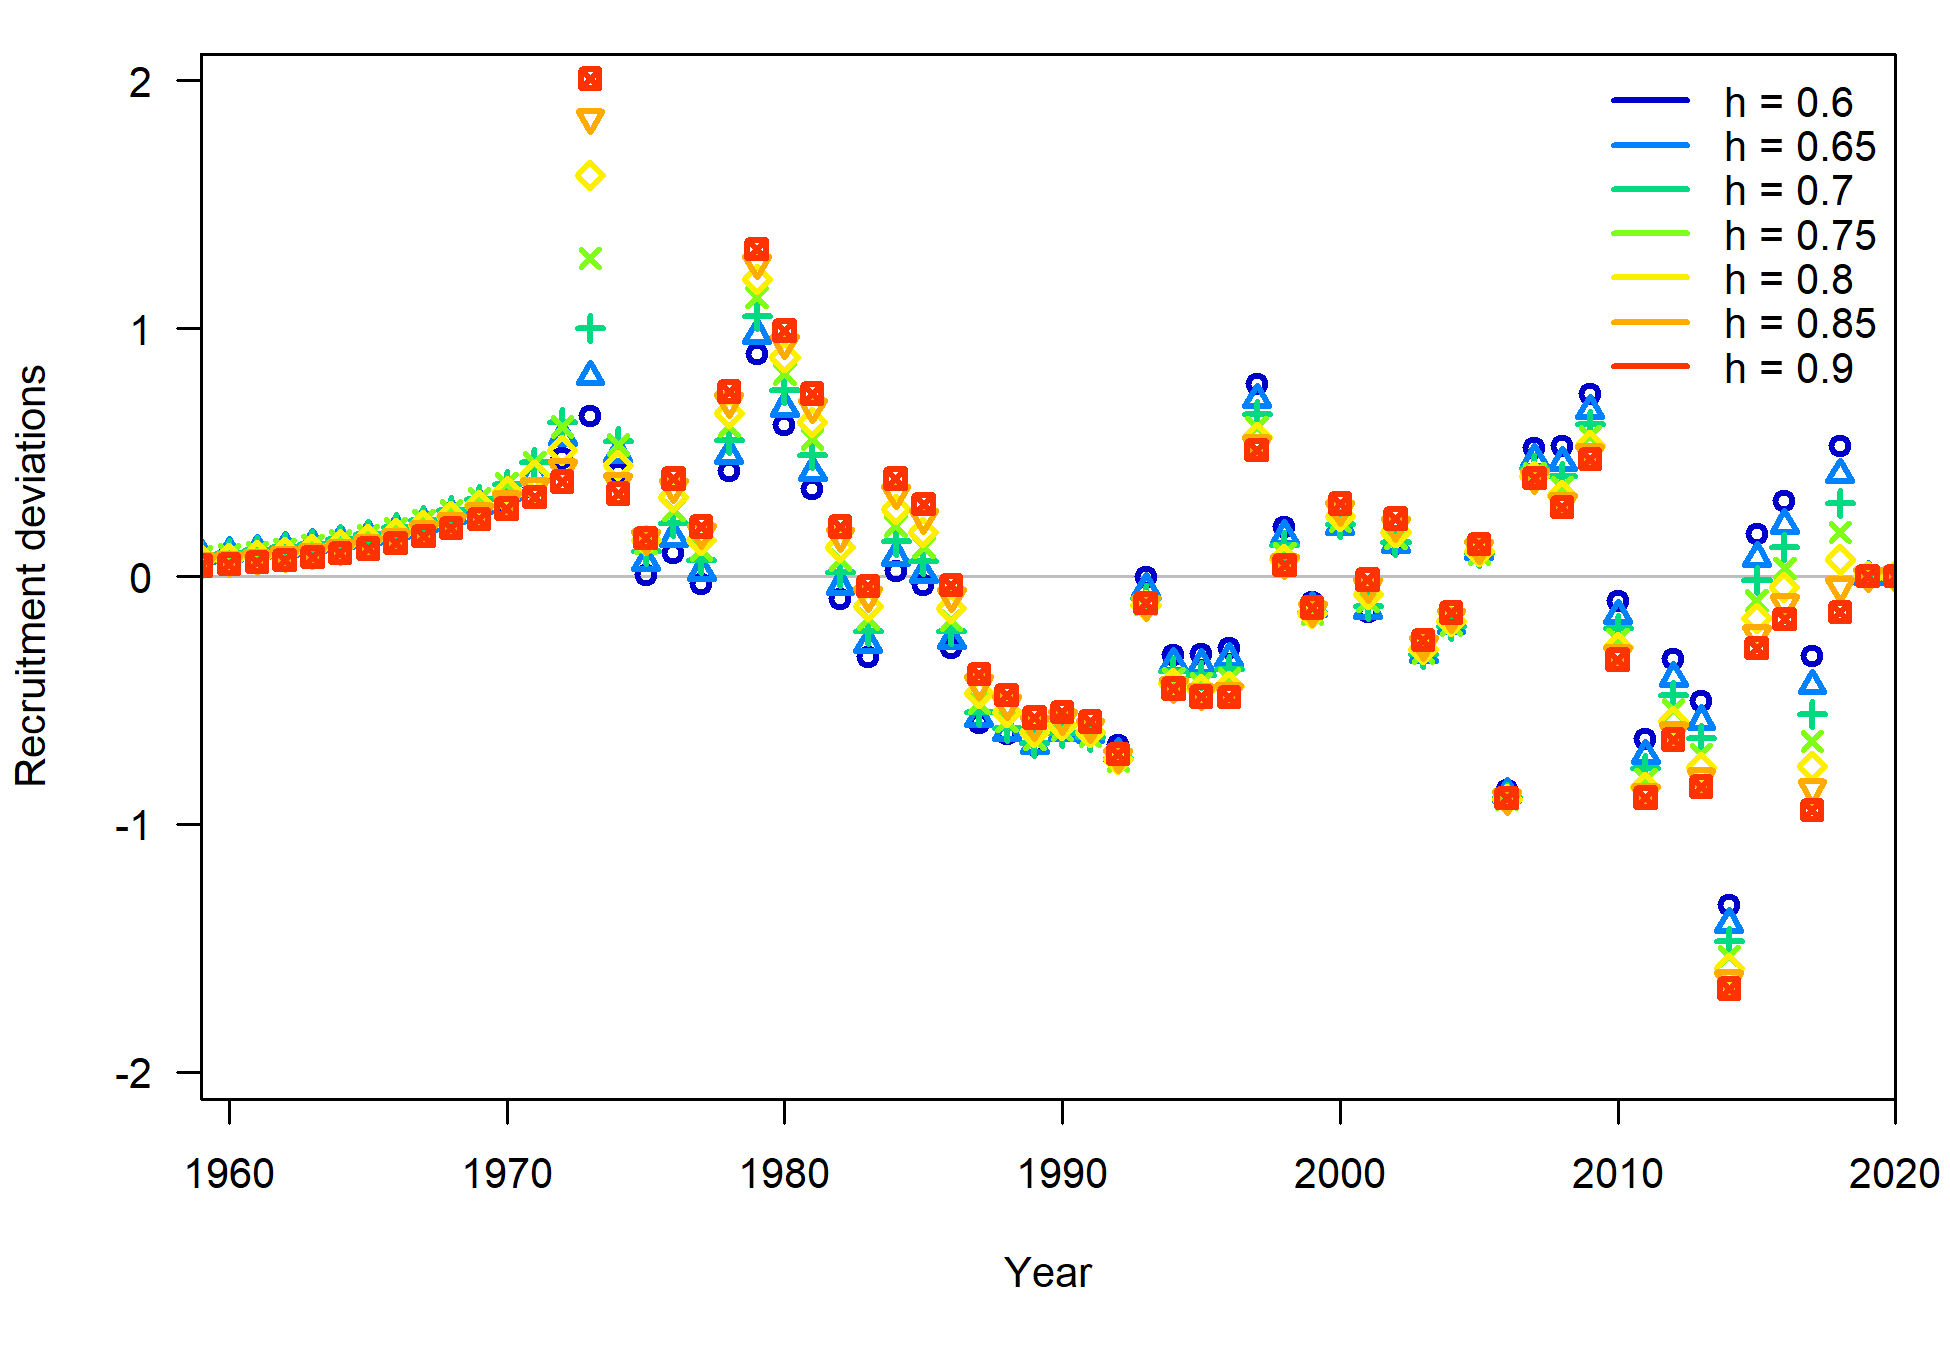 2
1
0
-1
-2
Recruitment deviations
h = 0.6
h = 0.65
h = 0.7
h = 0.75
h = 0.8
h = 0.85
h = 0.9
1960 1970 1980 1990 2000 2010 2020
Year